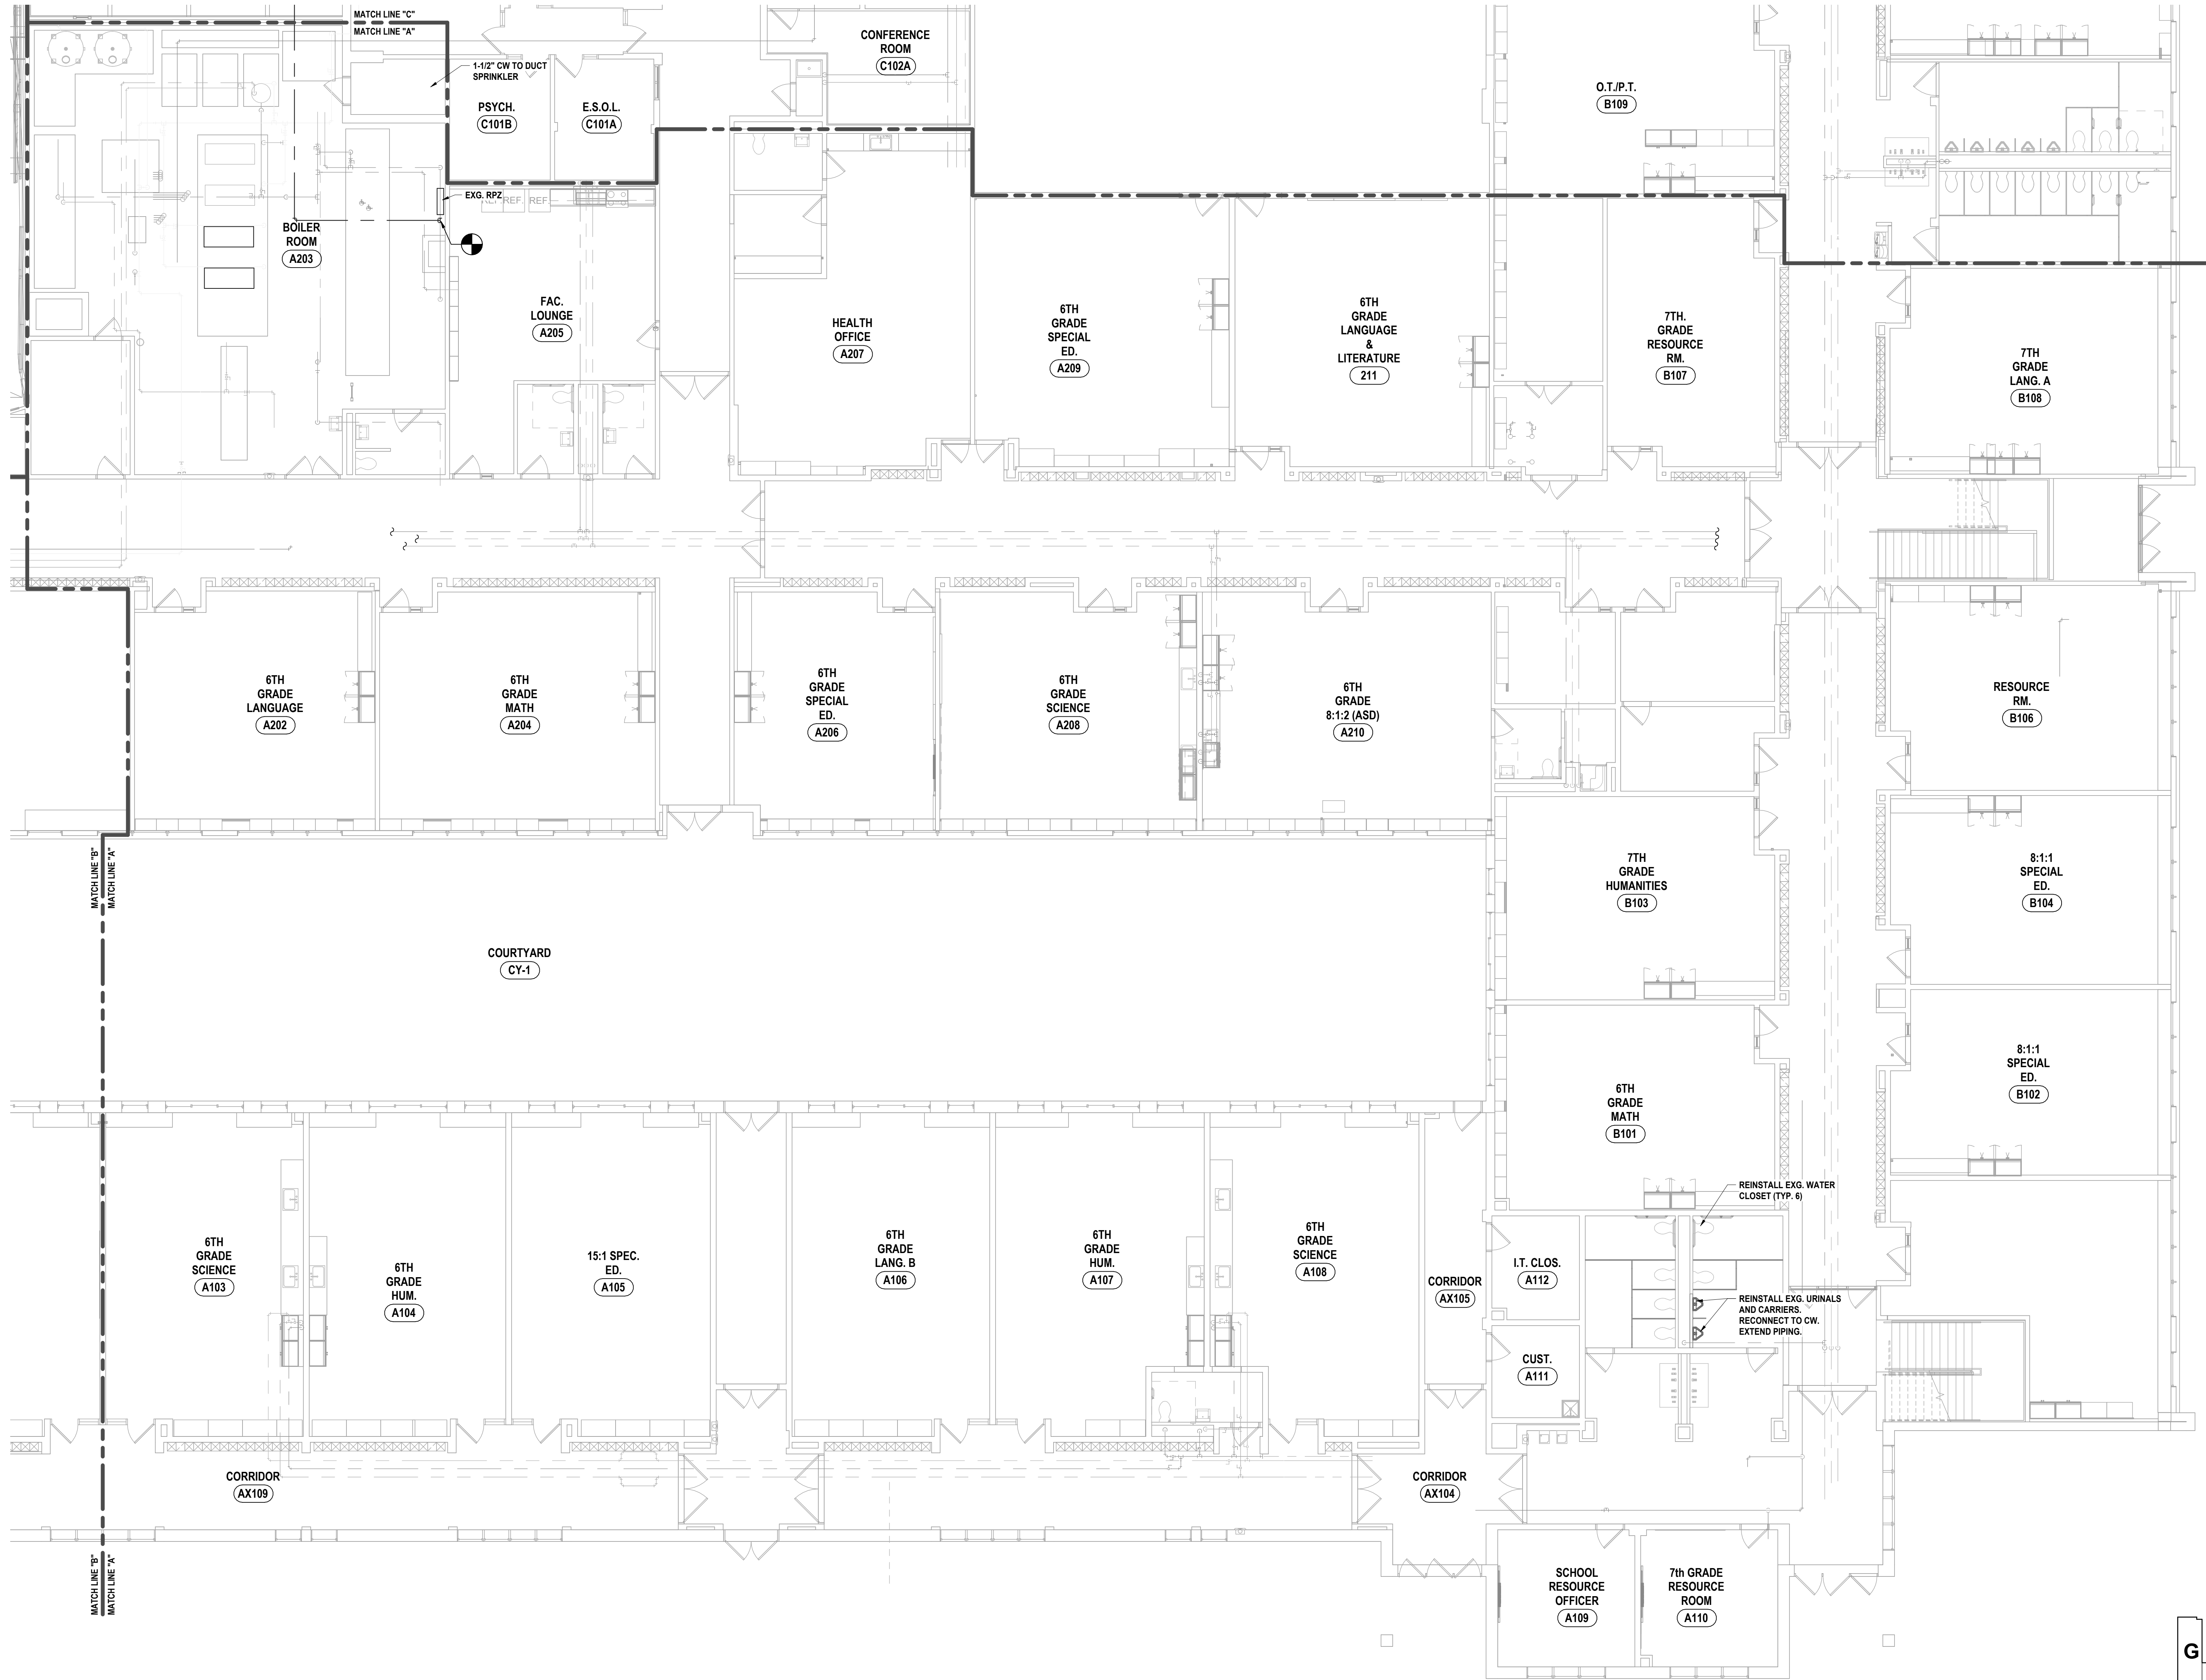 MATCH LINE "C"
MATCH LINE "A"
1-1/2" CW TO DUCT
SPRINKLER
PSYCH.
C101B
E.S.O.L.
C101A
CONFERENCE
ROOM
C102A
O.T./P.T.
B109
EXG. RPZ
REF.
REF.
REF.
BOILER
ROOM
A203
FAC.
LOUNGE
A205
HEALTH
OFFICE
A207
6TH
GRADE
SPECIAL
ED.
A209
6TH
GRADE
LANGUAGE
&
LITERATURE
211
7TH.
GRADE
RESOURCE
RM.
B107
7TH
GRADE
LANG. A
B108
6TH
GRADE
LANGUAGE
A202
6TH
GRADE
MATH
A204
6TH
GRADE
SPECIAL
ED.
A206
6TH
GRADE
SCIENCE
A208
6TH
GRADE
8:1:2 (ASD)
A210
RESOURCE
RM.
B106
MATCH LINE "B"
MATCH LINE "A"
7TH
GRADE
HUMANITIES
B103
8:1:1
SPECIAL
ED.
B104
COURTYARD
CY-1
6TH
GRADE
MATH
B101
8:1:1
SPECIAL
ED.
B102
REINSTALL EXG. WATER
CLOSET (TYP. 6)
6TH
GRADE
SCIENCE
A103
6TH
GRADE
HUM.
A104
15:1 SPEC.
ED.
A105
6TH
GRADE
LANG. B
A106
6TH
GRADE
HUM.
A107
6TH
GRADE
SCIENCE
A108
CORRIDOR
AX105
I.T. CLOS.
A112
REINSTALL EXG. URINALS
AND CARRIERS.
RECONNECT TO CW.
EXTEND PIPING.
CUST.
A111
CORRIDOR
AX109
CORRIDOR
AX104
MATCH LINE "B"
MATCH LINE "A"
SCHOOL
RESOURCE
OFFICER
A109
7th GRADE
RESOURCE
ROOM
A110
G